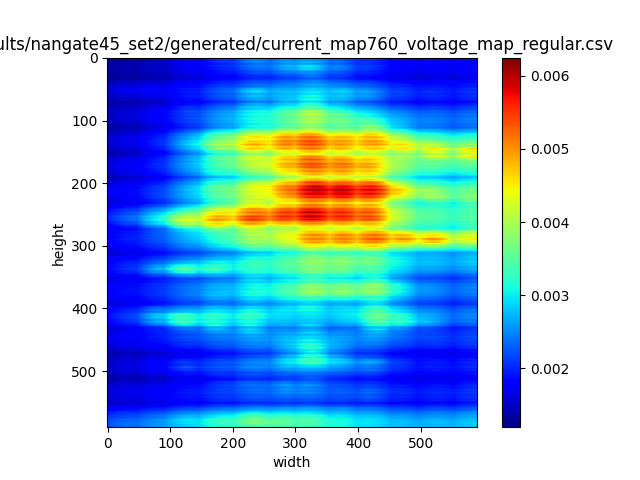 ults/nangate45_set2/generated/current_map760_voltage_map_regular.csv
0
100
200
300
400
500
height
0 100 200 300 400 500
width
0.006
0.005
0.004
0.003
0.002